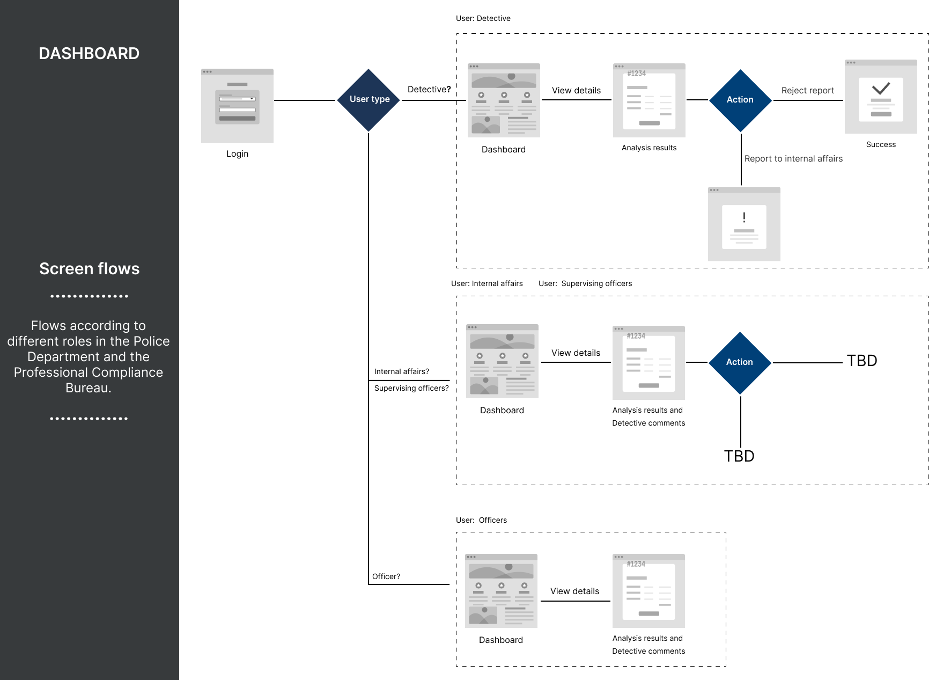 DASHBOARD
Screen flows
Flows according to
different roles in the Police
Department and the
Professional Compliance
Bureau.
Login
User type
Detective?
Internal affairs?
Supervising officers?
Officer?
User: Detective
Dashboard
View details
#1234
Analysis results
Action
Reject report
Success
Report to internal affairs
!
User: Internal affairs
User: Supervising officers
Dashboard
View details
#1234
Analysis results and
Detective comments
Action
TBD
TBD
User: Officers
Dashboard
View details
#1234
Analysis results and
Detective comments